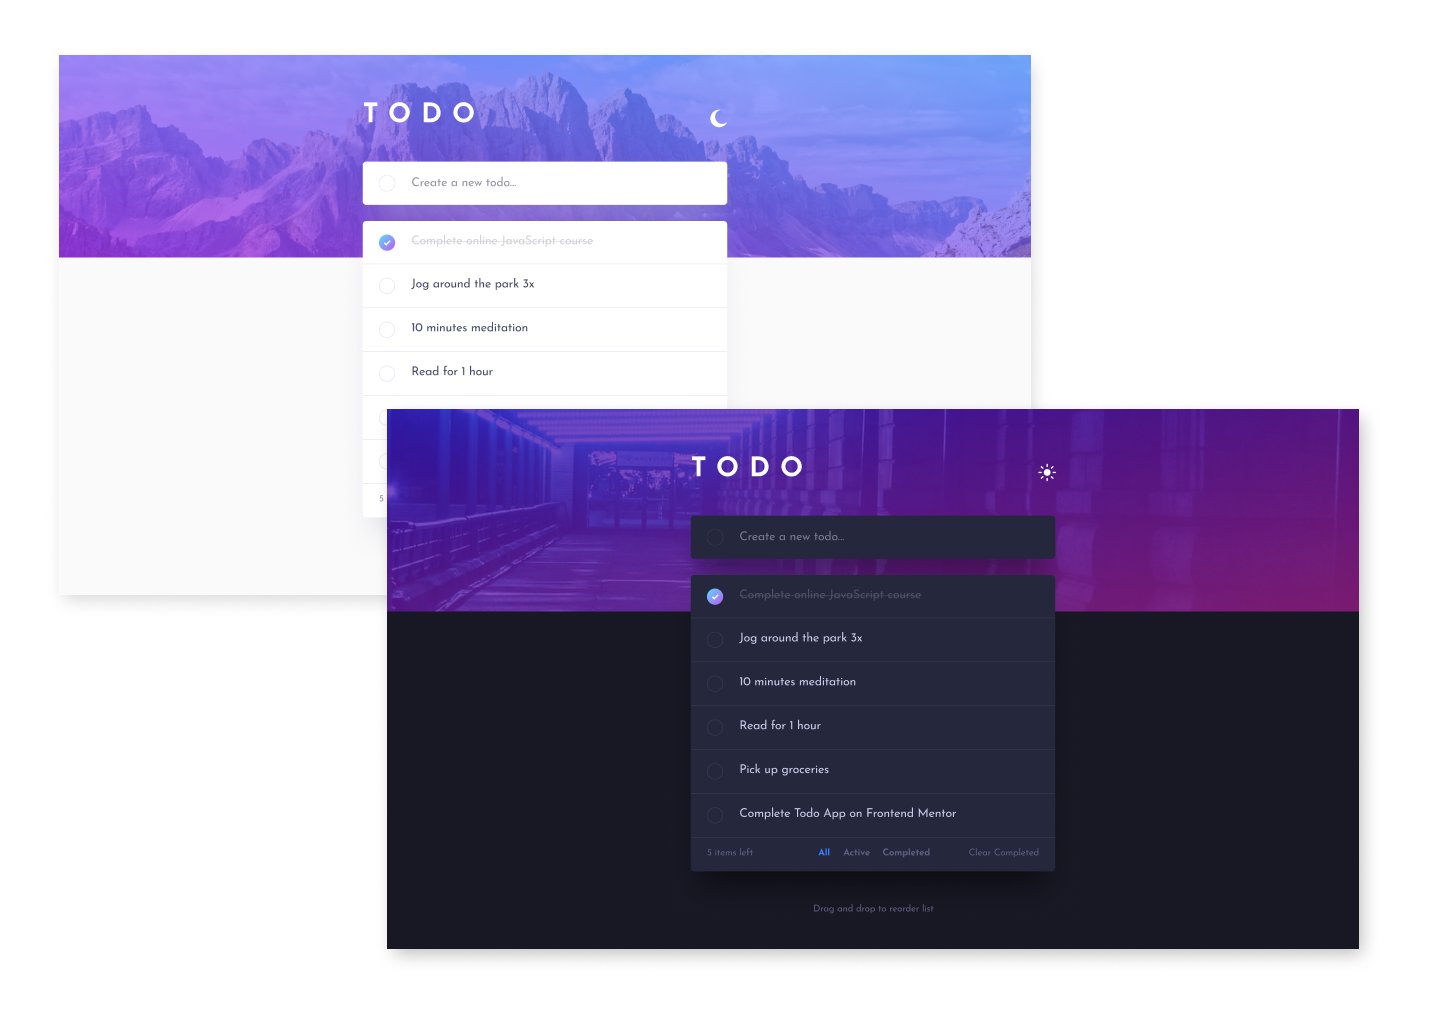 TODO
Create a new todo...
Complete online JavaScript course
Jog around the park 3x
10 minutes meditation
Read for 1 hour
5
TODO
Create a new todo...
Complete online JavaScript course
Jog around the park 3x
10 minutes meditation
Read for 1 hour
Pick up groceries
Complete Todo App on Frontend Mentor
5 items left All Active Completed Clear Completed
Drag and drop to reorder list